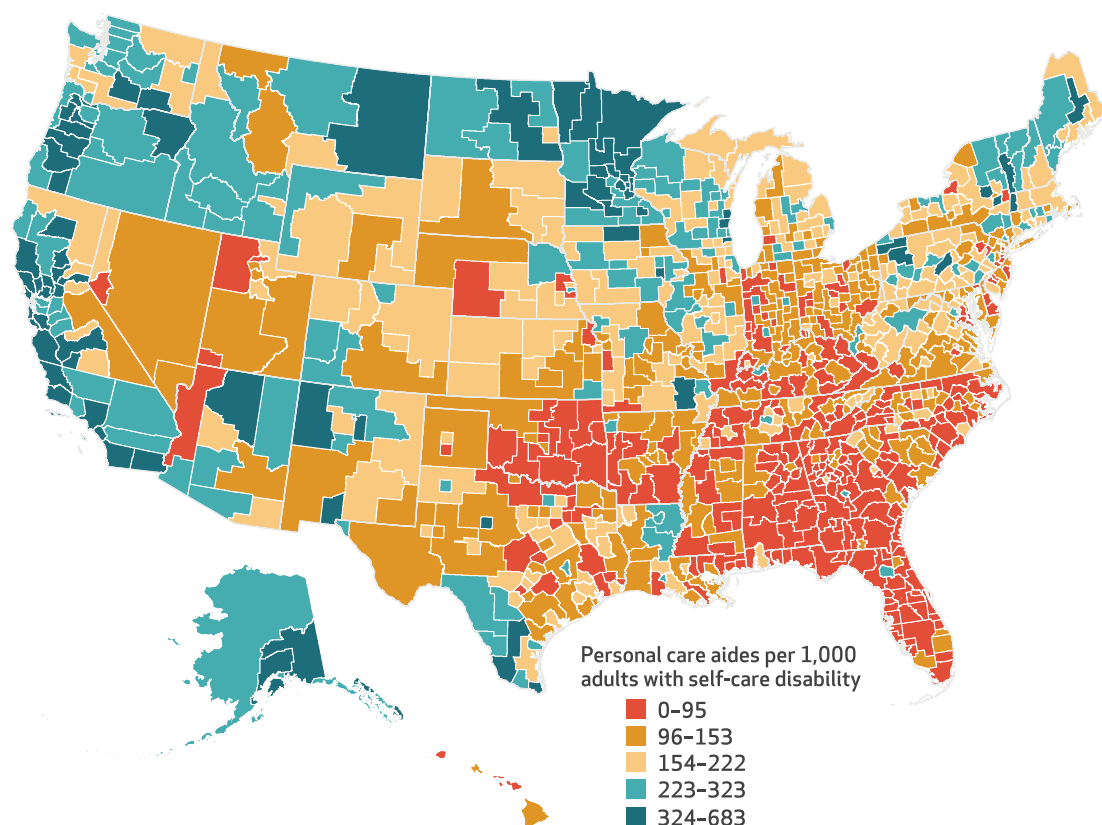 Personal care aides per 1,000
adults with self-care disability
0–95
96–153
154–222
223–323
324–683